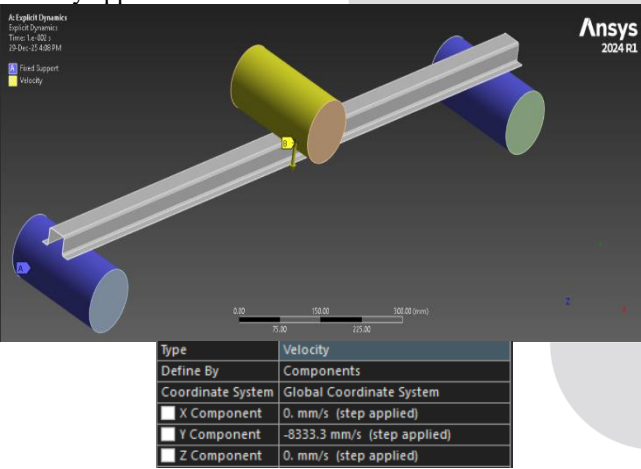 A: Explicit Dynamics
Explicit Dynamics
Time: 1.e-002 s
29-Dec-25 4:08 PM
A Fixed Support
Velocity
Ansys
2024 R1
B
A
0.00 150.00 300.00 (mm)
75.00 225.00
Z
X
Type Velocity
Define By Components
Coordinate System Global Coordinate System
X Component 0. mm/s (step applied)
Y Component -8333.3 mm/s (step applied)
Z Component 0. mm/s (step applied)